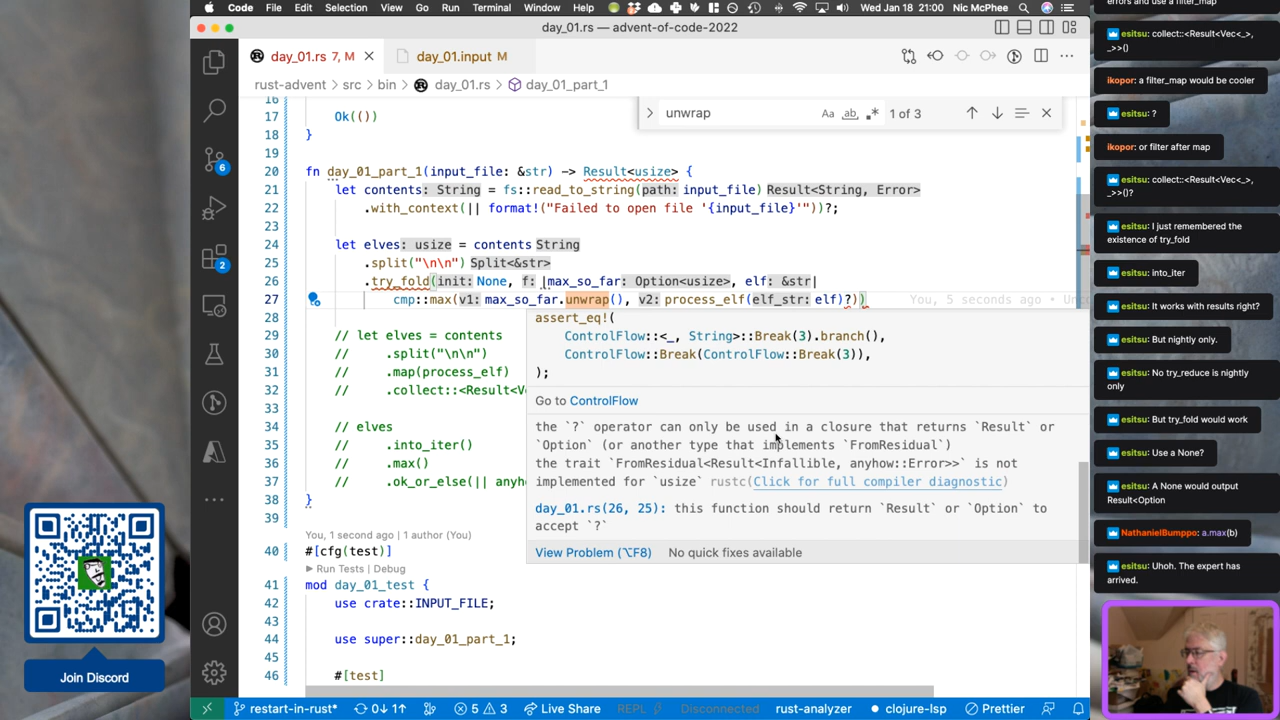 Code File Edit Selection View Go Run Terminal Window Help Wed Jan 18 21:00 Nic McPhee
day_01.rs — advent-of-code-2022
day_01.rs 7, M
day_01.input M
rust-advent > src > bin > day_01.rs > day_01_part_1
unwrap
Aa ab 1 of 3
16
17 Ok(())
18 }
19
20 fn day_01_part_1(input_file: &str) -> Result<usize> {
21 let contents: String = fs::read_to_string(path: input_file) Result<String, Error>
22 .with_context(|| format!("Failed to open file '{input_file}'"))?;
23
24 let elves: usize = contents String
25 .split("\n\n") Split<&str>
26 .try_fold(init: None, f: |max_so_far: Option<usize>, elf: &str|
27 cmp::max(v1: max_so_far.unwrap(), v2: process_elf(elf_str: elf)?)) You, 5 seconds ago • Unc
28
29 // let elves = contents
30 // .split("\n\n")
31 // .map(process_elf)
32 // .collect::<Result<V
33
34 // elves
35 // .into_iter()
36 // .max()
37 // .ok_or_else(|| anyh
38 }
39
assert_eq!(
ControlFlow::<_, String>::Break(3).branch(),
ControlFlow::Break(ControlFlow::Break(3)),
);
Go to ControlFlow
the `?` operator can only be used in a closure that returns `Result` or
`Option` (or another type that implements `FromResidual`)
the trait `FromResidual<Result<Infallible, anyhow::Error>>` is not
implemented for `usize` rustc(Click for full compiler diagnostic)
day_01.rs(26, 25): this function should return `Result` or `Option` to
accept `?`
View Problem (⌥F8) No quick fixes available
You, 1 second ago | 1 author (You)
40 #[cfg(test)]
▶ Run Tests | Debug
41 mod day_01_test {
42 use crate::INPUT_FILE;
43
44 use super::day_01_part_1;
45
46 #[test]
6
2
restart-in-rust* 0↓ 1↑ 5 3 Live Share REPL Disconnected rust-analyzer clojure-lsp Prettier
Join Discord
errors and use a filter_map
esitsu: collect::<Result<Vec<_>,
_>>()
ikopor: a filter_map would be cooler
esitsu: ?
ikopor: or filter after map
esitsu: collect::<Result<Vec<_>,
_>>()?
esitsu: I just remembered the
existence of try_fold
esitsu: into_iter
esitsu: It works with results right?
esitsu: But nightly only.
esitsu: No try_reduce is nightly
only
esitsu: But try_fold would work
esitsu: Use a None?
esitsu: A None would output
Result<Option
NathanielBumppo: a.max(b)
esitsu: Uhoh. The expert has
arrived.